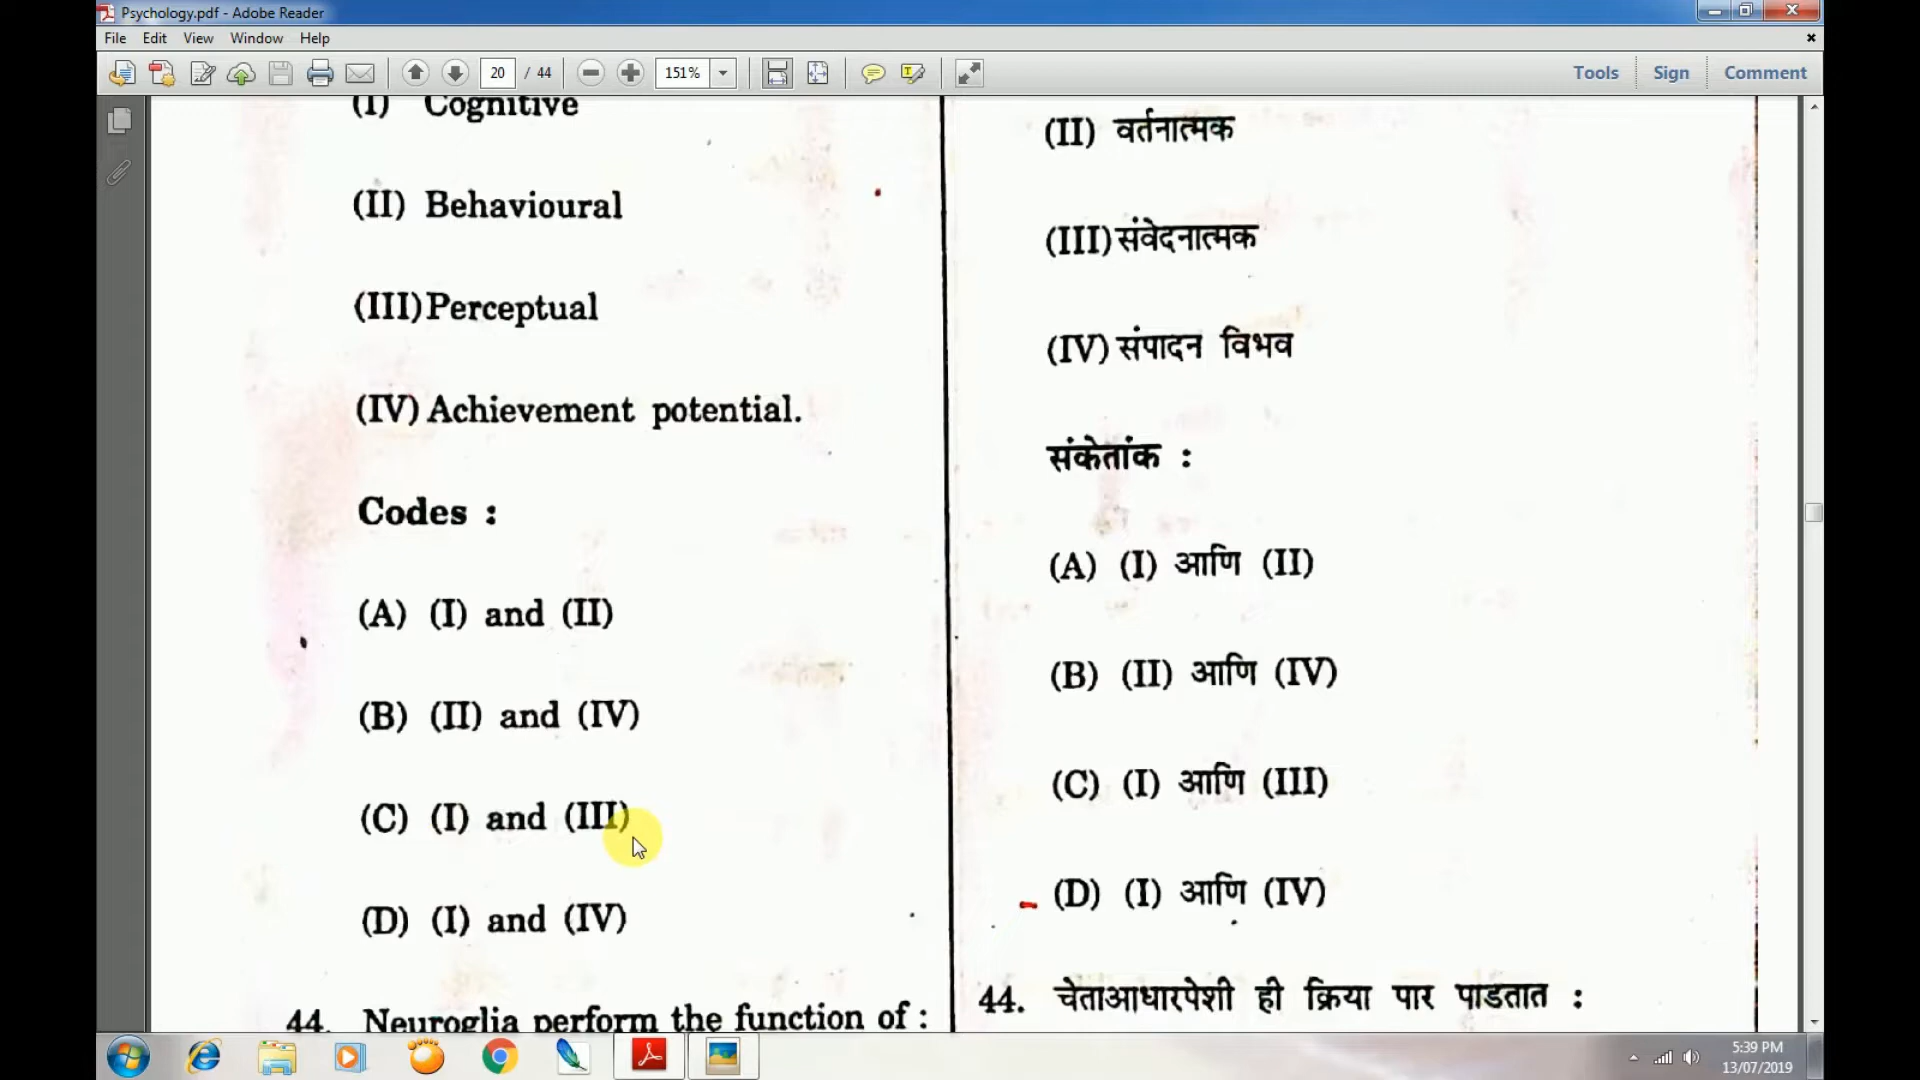 Psychology.pdf - Adobe Reader
File Edit View Window Help
20 / 44 151% Tools Sign Comment
(I) Cognitive
(II) Behavioural
(III) Perceptual
(IV) Achievement potential.
Codes :
(A) (I) and (II)
(B) (II) and (IV)
(C) (I) and (III)
(D) (I) and (IV)
44. Neuroglia perform the function of :
(II) वर्तनात्मक
(III) संवेदनात्मक
(IV) संपादन विभव
संकेतांक :
(A) (I) आणि (II)
(B) (II) आणि (IV)
(C) (I) आणि (III)
(D) (I) आणि (IV)
44. चेताआधारपेशी ही क्रिया पार पाडतात :
5:39 PM
13/07/2019